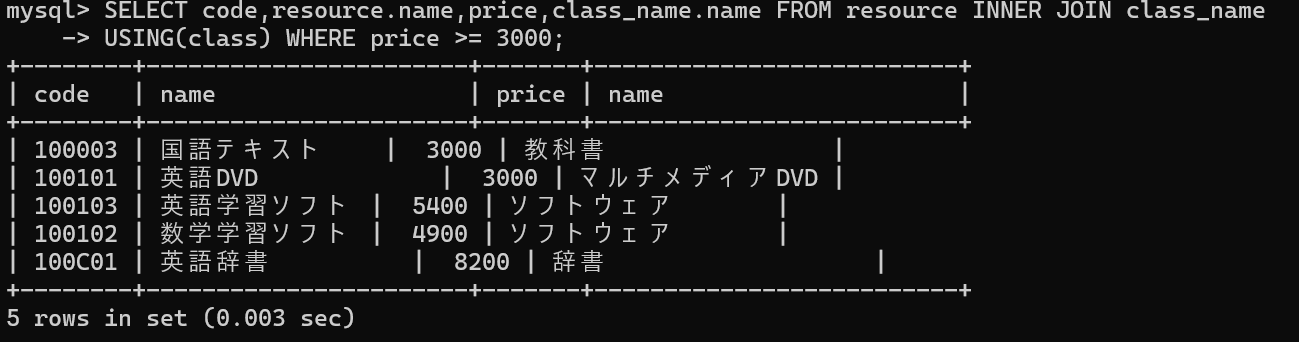 mysql> SELECT code,resource.name,price,class_name.name FROM resource INNER JOIN class_name
    -> USING(class) WHERE price >= 3000;
+--------+-----------------------+-------+--------------------------+
| code   | name                  | price | name                     |
+--------+-----------------------+-------+--------------------------+
| 100003 | 国語テキスト     |  3000 | 教科書                |
| 100101 | 英語DVD             |  3000 | マルチメディアDVD |
| 100103 | 英語学習ソフト  |  5400 | ソフトウェア        |
| 100102 | 数学学習ソフト  |  4900 | ソフトウェア        |
| 100C01 | 英語辞書          |  8200 | 辞書                   |
+--------+-----------------------+-------+--------------------------+
5 rows in set (0.003 sec)